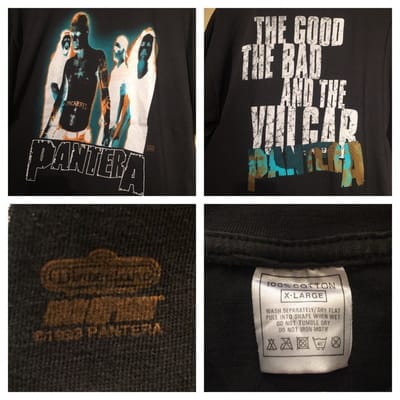 PANTERA
THE GOOD
THE BAD
AND THE
VULGAR
PANTERA
©1993 PANTERA
100% COTTON
X-LARGE
WASH SEPARATELY/DRY FLAT
PULL INTO SHAPE WHEN WET
DO NOT TUMBLE DRY
DO NOT IRON MOTIF